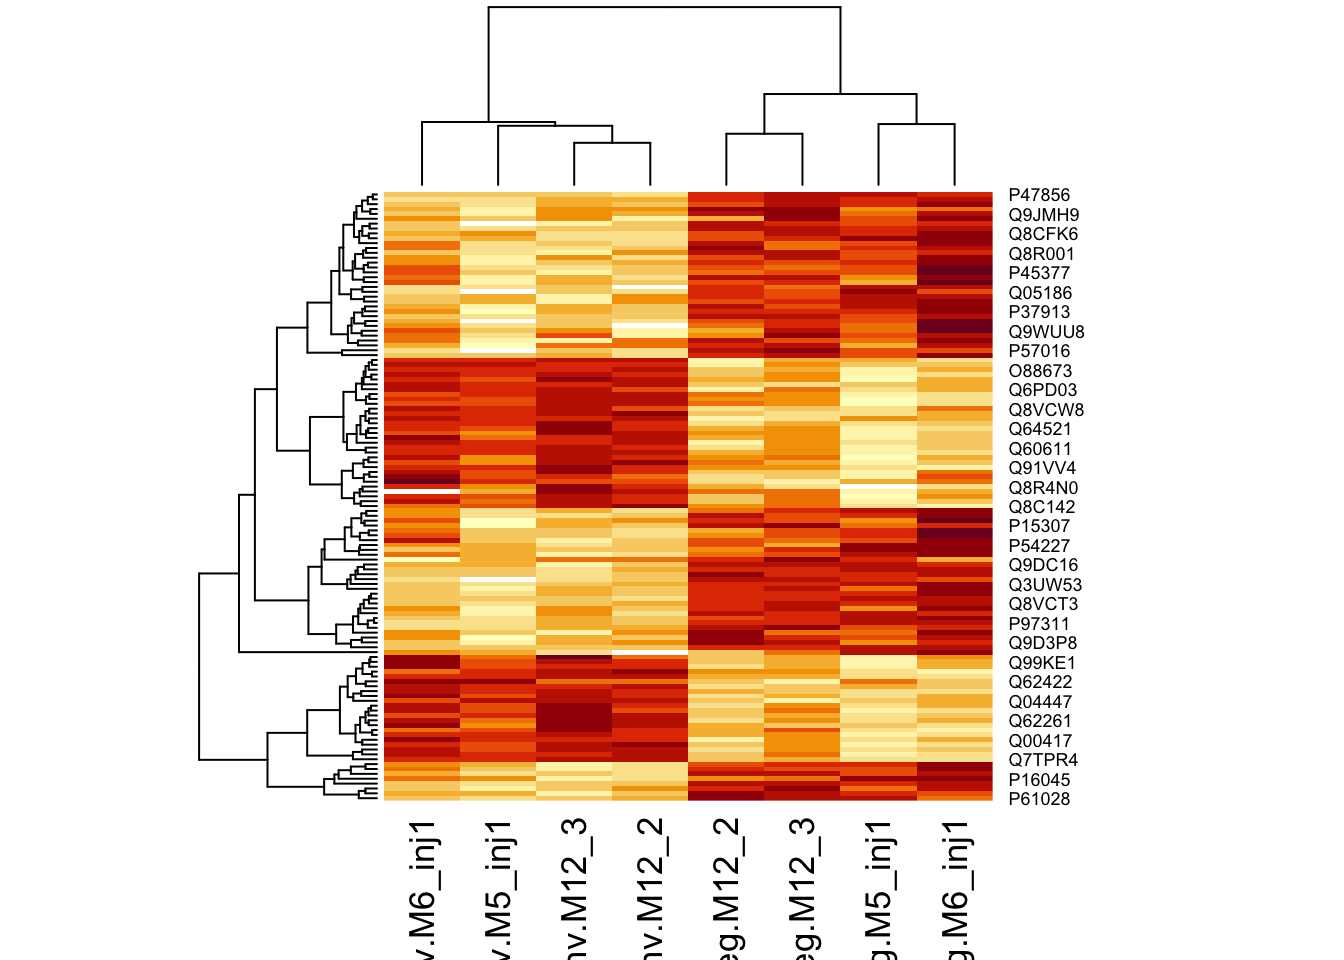 P47856
Q9JMH9
Q8CFK6
Q8R001
P45377
Q05186
P37913
Q9WUU8
P57016
O88673
Q6PD03
Q8VCW8
Q64521
Q60611
Q91VV4
Q8R4N0
Q8C142
P15307
P54227
Q9DC16
Q3UW53
Q8VCT3
P97311
Q9D3P8
Q99KE1
Q62422
Q04447
Q62261
Q00417
Q7TPR4
P16045
P61028
v.M6_inj1
v.M5_inj1
nv.M12_3
nv.M12_2
eg.M12_2
eg.M12_3
g.M5_inj1
g.M6_inj1